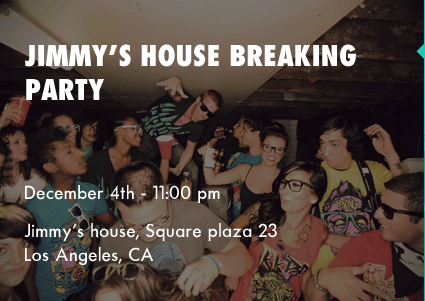 JIMMY'S HOUSE BREAKING
PARTY
December 4th - 11:00 pm
Jimmy's house, Square plaza 23
Los Angeles, CA